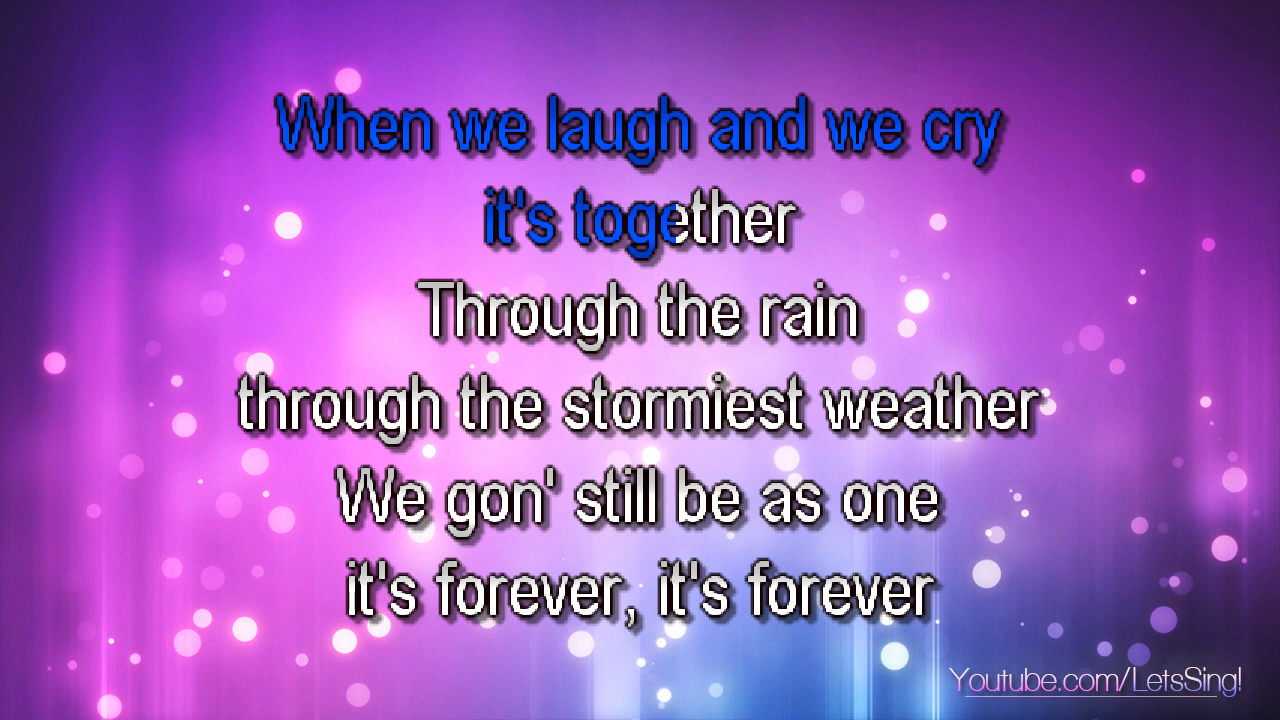 When we laugh and we cry
it's together
Through the rain
through the stormiest weather
We gon' still be as one
it's forever, it's forever
Youtube.com/LetsSing!